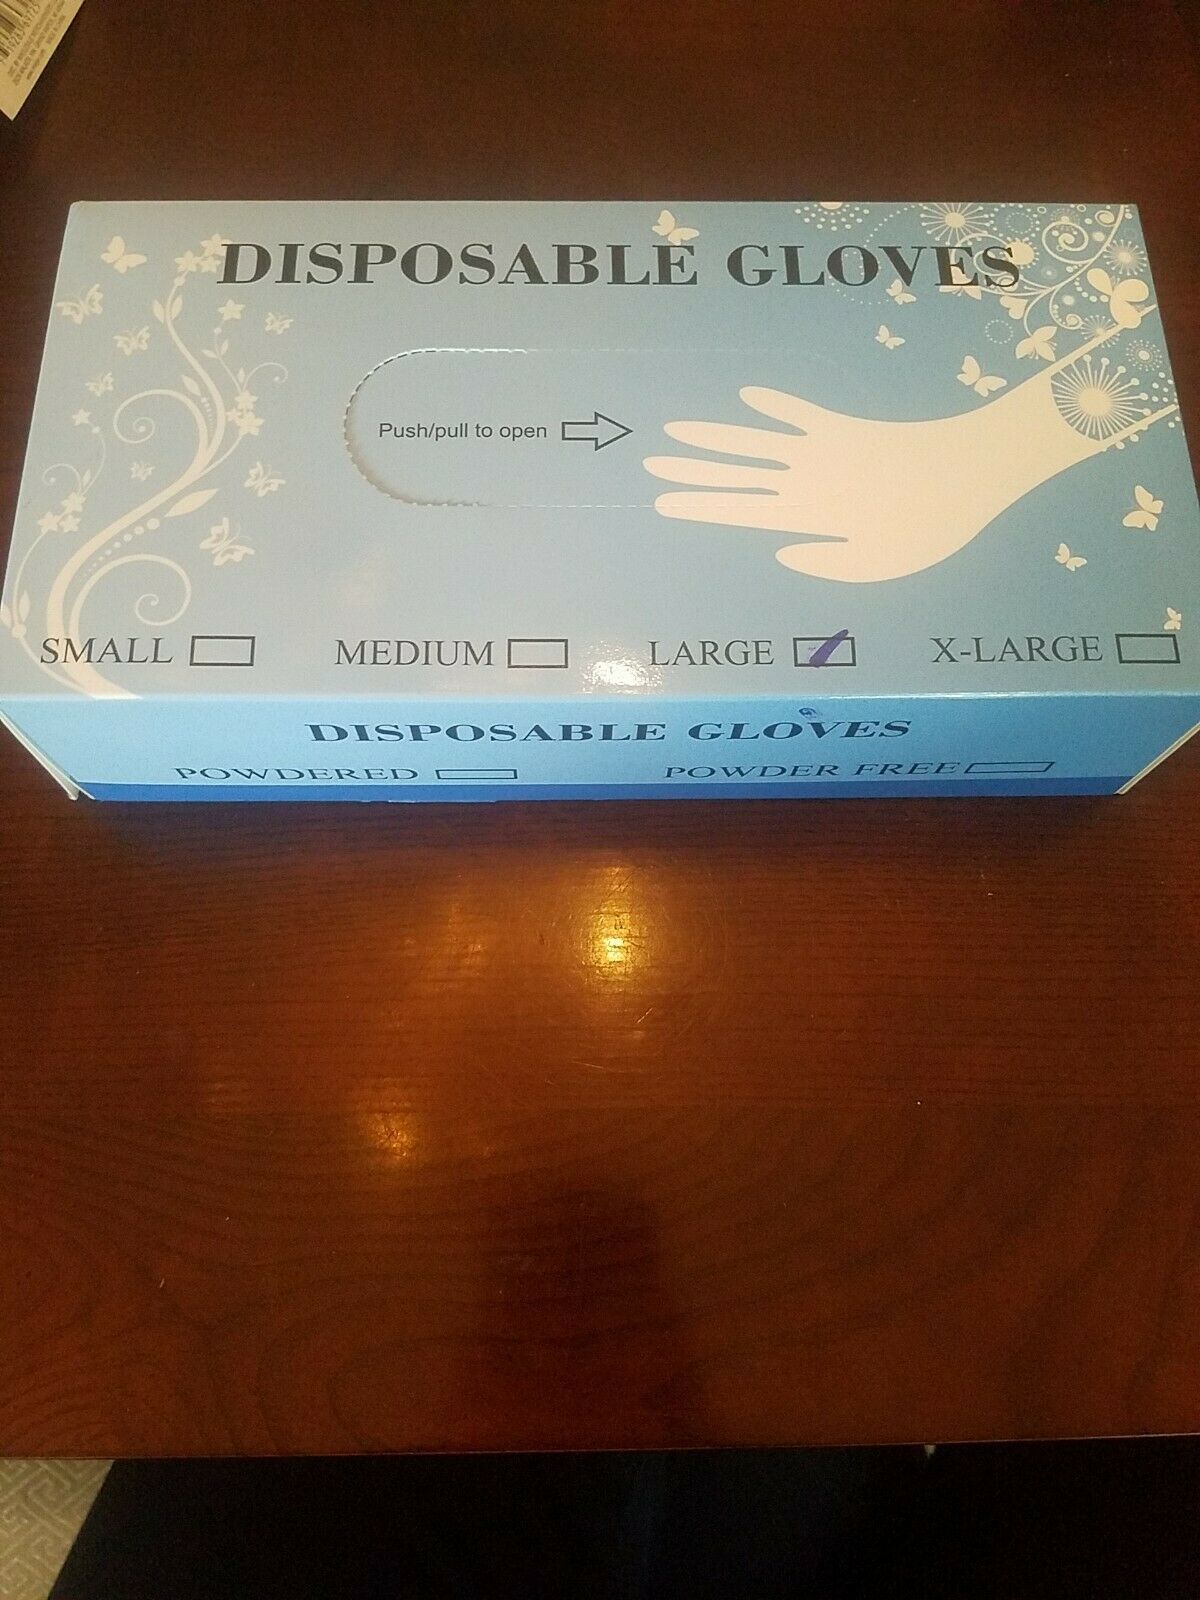 DISPOSABLE GLOVES
Push/pull to open
SMALL MEDIUM LARGE X-LARGE
DISPOSABLE GLOVES
POWDERED POWDER FREE